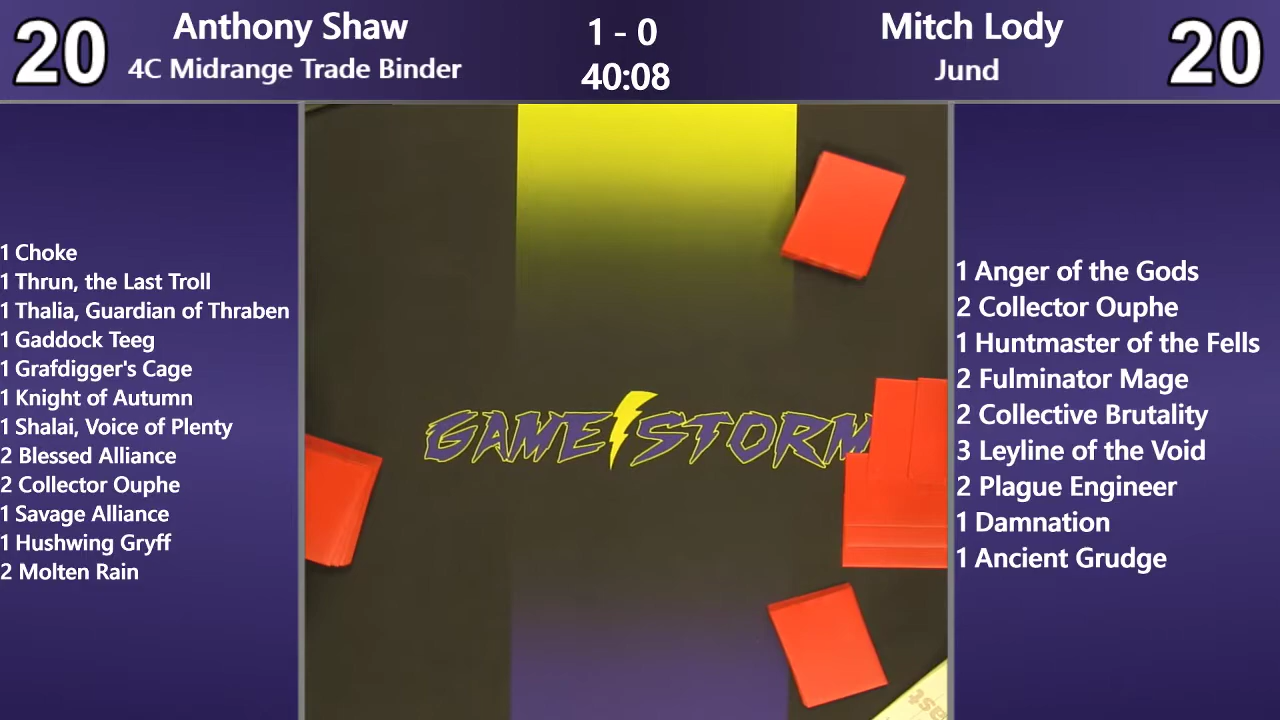 20
Anthony Shaw
4C Midrange Trade Binder
1 - 0
40:08
Mitch Lody
Jund
20
1 Choke
1 Thrun, the Last Troll
1 Thalia, Guardian of Thraben
1 Gaddock Teeg
1 Grafdigger's Cage
1 Knight of Autumn
1 Shalai, Voice of Plenty
2 Blessed Alliance
2 Collector Ouphe
1 Savage Alliance
1 Hushwing Gryff
2 Molten Rain
GAME STORM
1 Anger of the Gods
2 Collector Ouphe
1 Huntmaster of the Fells
2 Fulminator Mage
2 Collective Brutality
3 Leyline of the Void
2 Plague Engineer
1 Damnation
1 Ancient Grudge